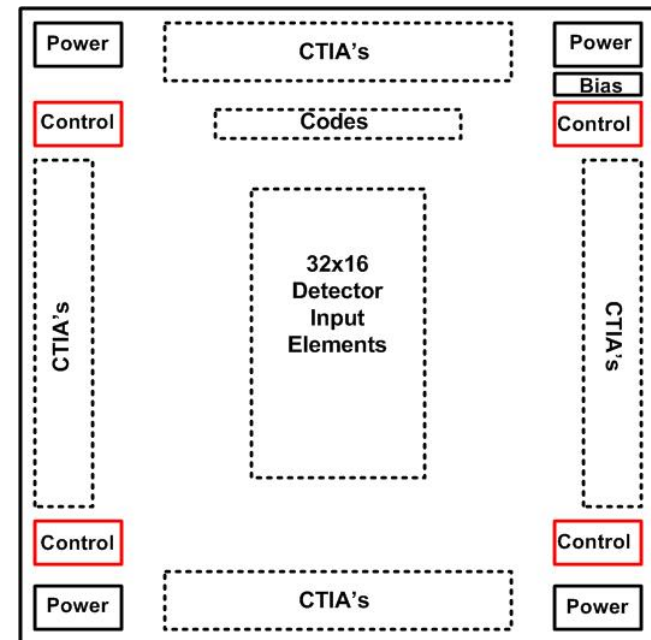 Power
CTIA's
Power
Bias
Control
Codes
Control
CTIA's
32x16
Detector
Input
Elements
CTIA's
Control
Control
Power
CTIA's
Power